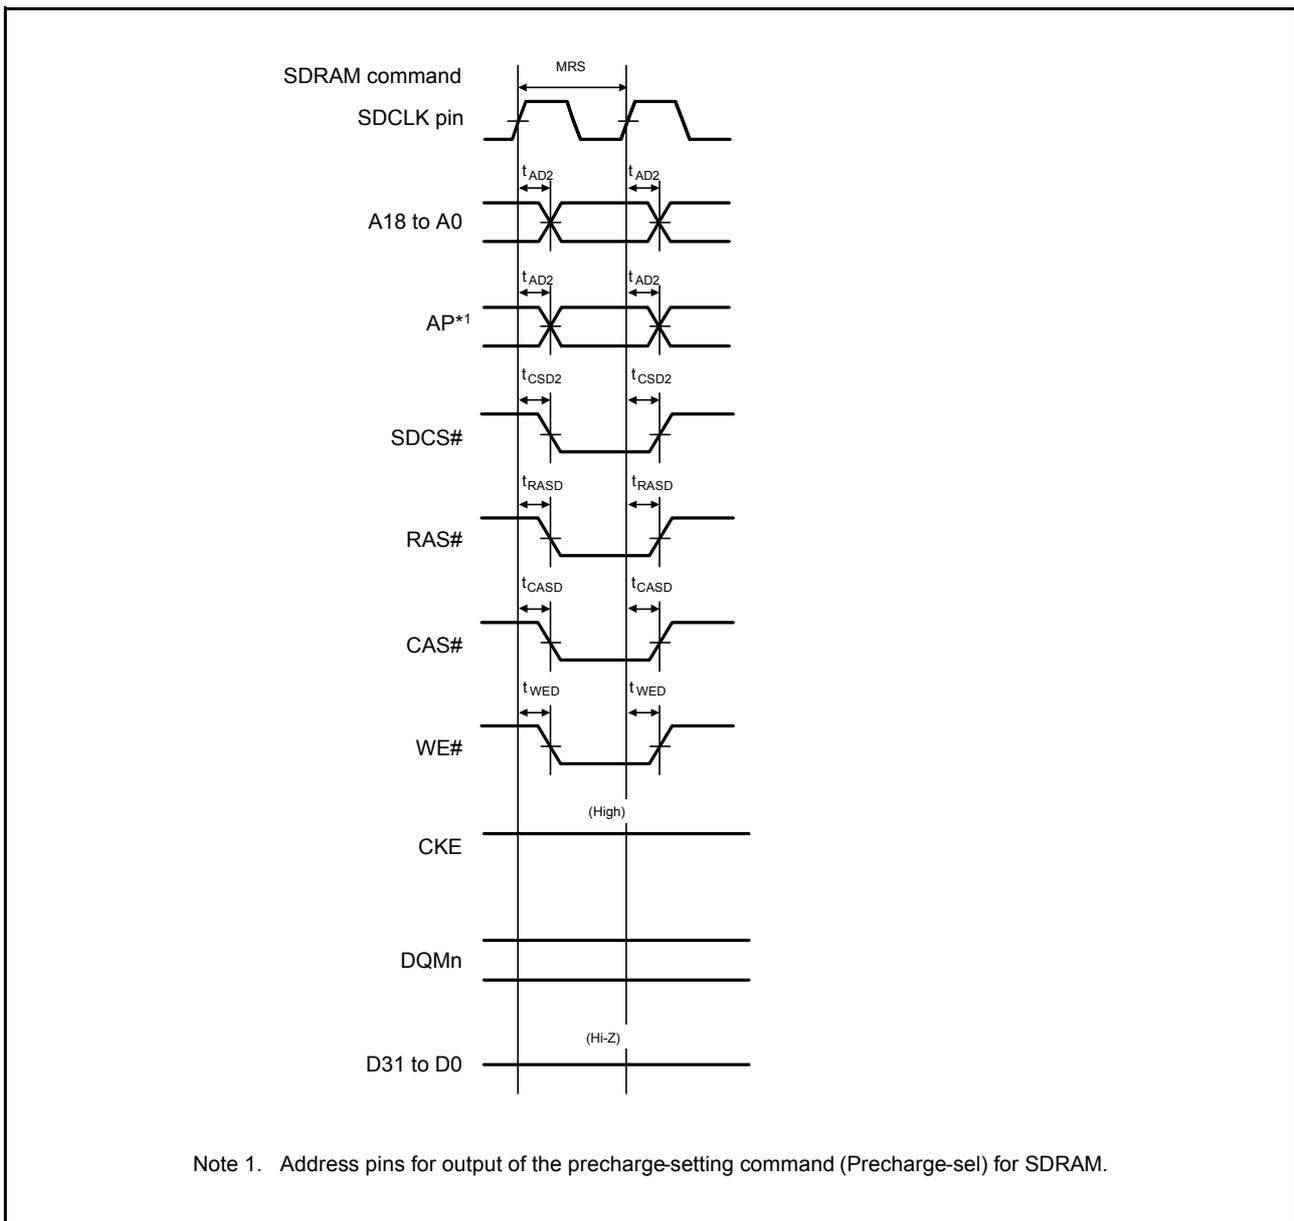 SDRAM command
MRS
SDCLK pin
tAD2 tAD2
A18 to A0
tAD2 tAD2
AP*1
tCSD2 tCSD2
SDCS#
tRASD tRASD
RAS#
tCASD tCASD
CAS#
tWED tWED
WE#
(High)
CKE
DQMn
(Hi-Z)
D31 to D0
Note 1. Address pins for output of the precharge-setting command (Precharge-sel) for SDRAM.